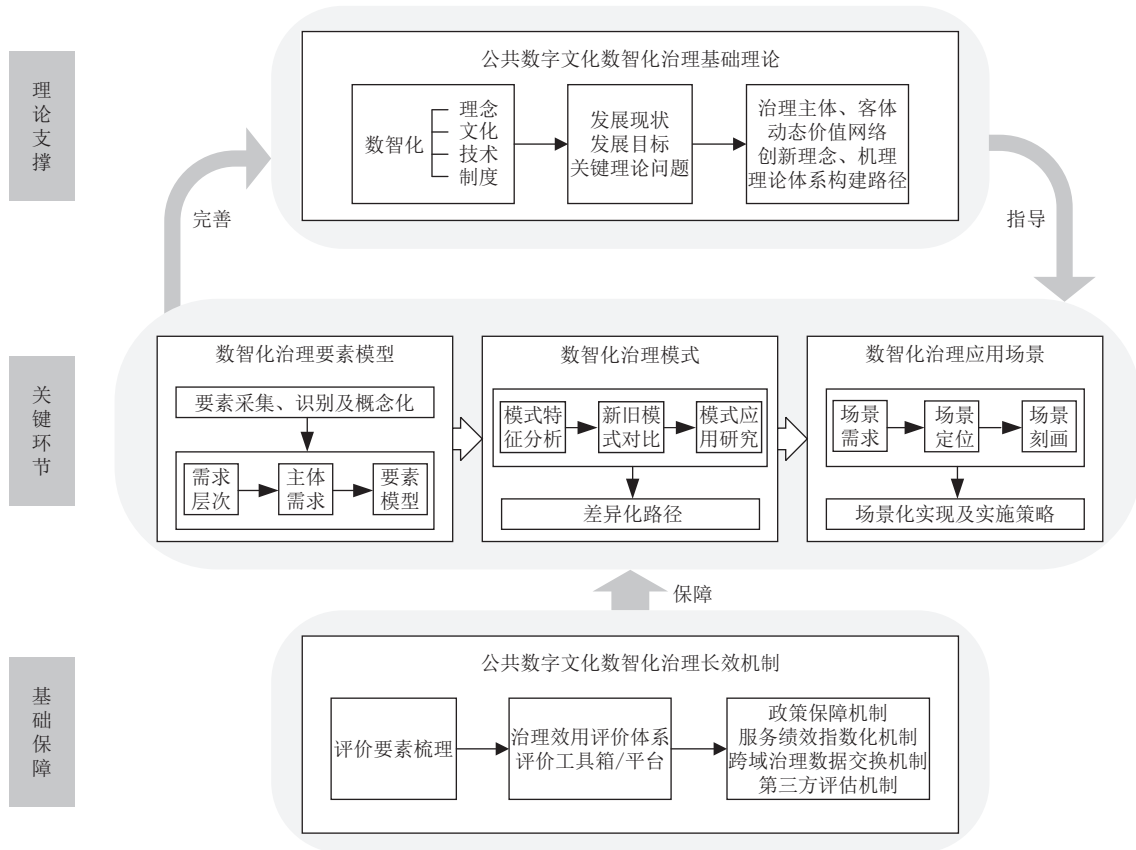 理论支撑
公共数字文化数智化治理基础理论
数智化
理念
文化
技术
制度
发展现状
发展目标
关键理论问题
治理主体、客体
动态价值网络
创新理念、机理
理论体系构建路径
完善
指导
关键环节
数智化治理要素模型
要素采集、识别及概念化
需求
层次
主体
需求
要素
模型
数智化治理模式
模式特
征分析
新旧模
式对比
模式应
用研究
差异化路径
数智化治理应用场景
场景
需求
场景
定位
场景
刻画
场景化实现及实施策略
保障
基础保障
公共数字文化数智化治理长效机制
评价要素梳理
治理效用评价体系
评价工具箱/平台
政策保障机制
服务绩效指数化机制
跨域治理数据交换机制
第三方评估机制